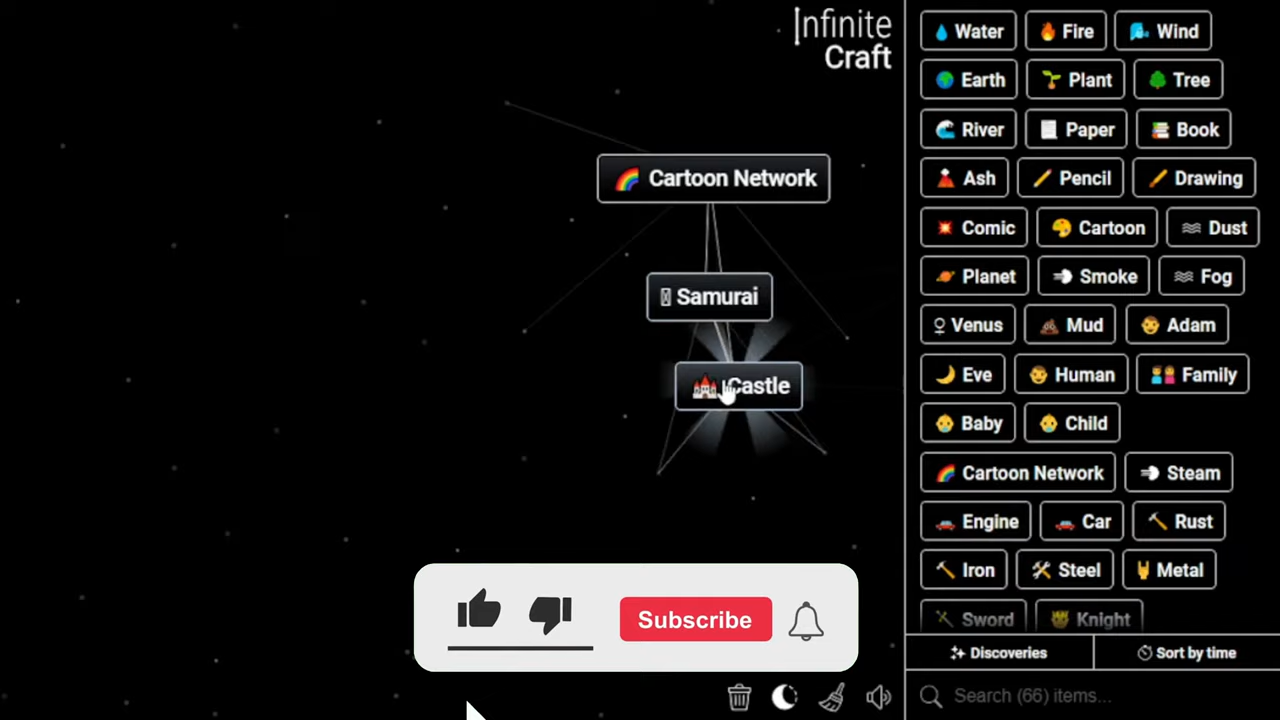 Infinite
Craft
Cartoon Network
Samurai
Castle
Water Fire Wind
Earth Plant Tree
River Paper Book
Ash Pencil Drawing
Comic Cartoon Dust
Planet Smoke Fog
Venus Mud Adam
Eve Human Family
Baby Child
Cartoon Network Steam
Engine Car Rust
Iron Steel Metal
Sword Knight
Subscribe
Discoveries Sort by time
Search (66) items...